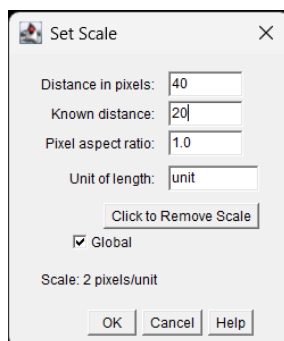 Set Scale
Distance in pixels: 40
Known distance: 20
Pixel aspect ratio: 1.0
Unit of length: unit
Click to Remove Scale
Global
Scale: 2 pixels/unit
OK Cancel Help